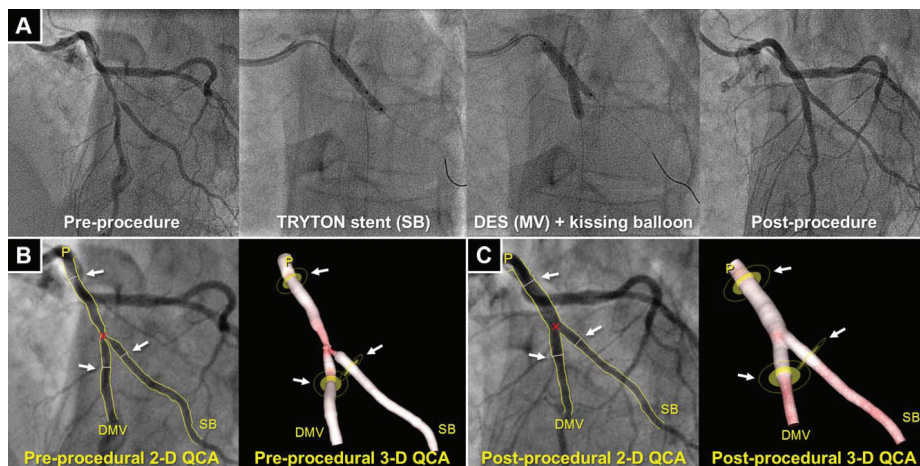 A
Pre-procedure
TRYTON stent (SB)
DES (MV) + kissing balloon
Post-procedure
B
P
DMV
SB
Pre-procedural 2-D QCA
P
DMV
SB
Pre-procedural 3-D QCA
C
P
DMV
SB
Post-procedural 2-D QCA
P
DMV
SB
Post-procedural 3-D QCA